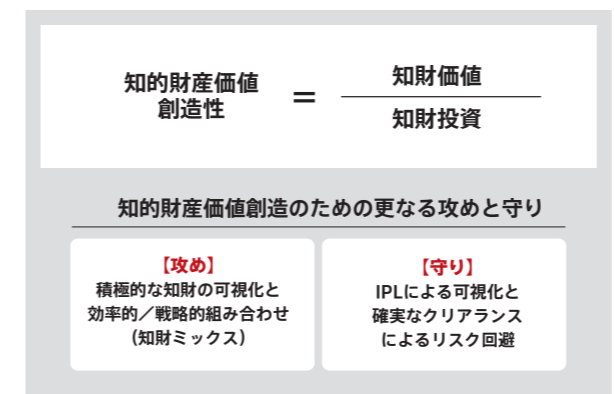 知的財産価値
創造性
=
知財価値
知財投資
知的財産価値創造のための更なる攻めと守り
【攻め】
積極的な知財の可視化と
効率的／戦略的組み合わせ
（知財ミックス）
【守り】
IPLによる可視化と
確実なクリアランス
によるリスク回避